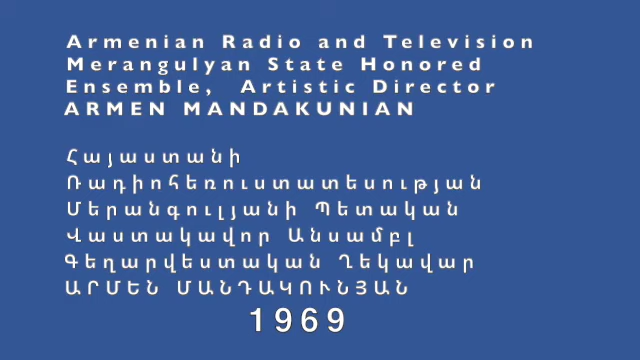 Armenian Radio and Television
Merangulyan State Honored
Ensemble, Artistic Director
ARMEN MANDAKUNIAN
Հայաստանի
Ռադիոհեռուստատեսության
Մերանգուլյանի Պետական
Վաստակավոր Անսամբլ
Գեղարվեստական Ղեկավար
ԱՐՄԵՆ ՄԱՆԴԱԿՈՒՆՅԱՆ
1969